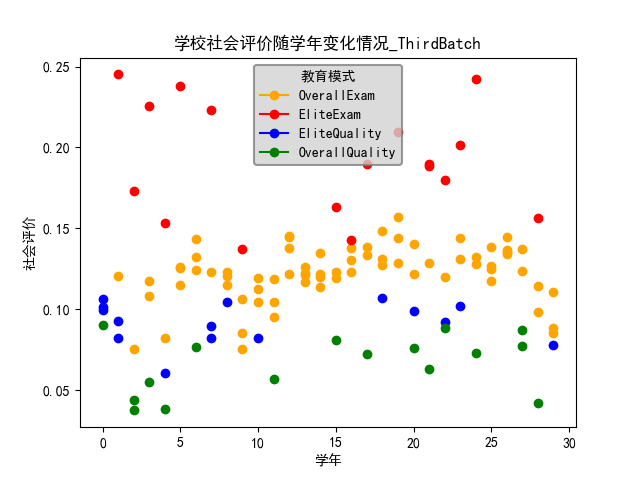 学校社会评价随学年变化情况_ThirdBatch
教育模式
OverallExam
EliteExam
EliteQuality
OverallQuality
社会评价
0.25
0.20
0.15
0.10
0.05
0 5 10 15 20 25 30
学年